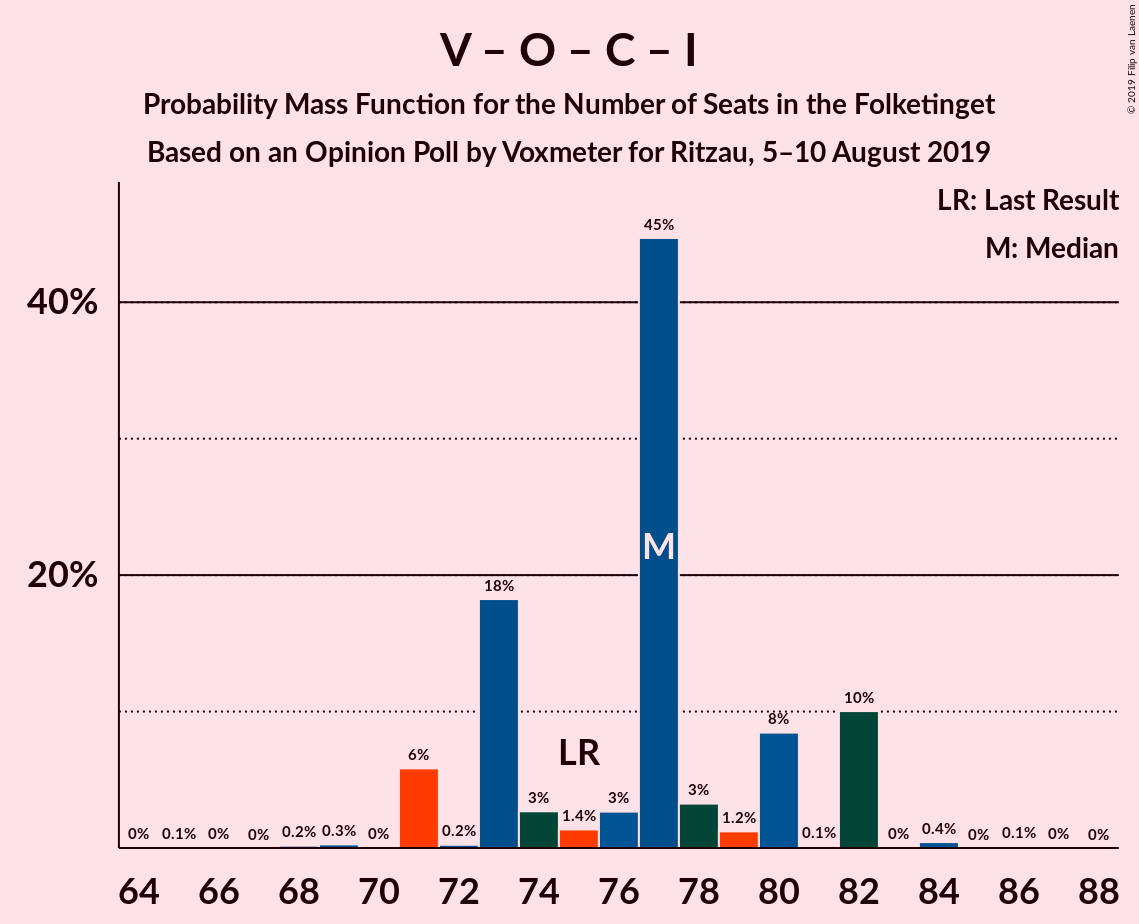 V – O – C – I
Probability Mass Function for the Number of Seats in the Folketinget
Based on an Opinion Poll by Voxmeter for Ritzau, 5–10 August 2019
© 2019 Filip van Laenen
LR: Last Result
M: Median
40%
20%
0% 0.1% 0% 0% 0.2% 0.3% 0% 6% 0.2% 18% 3% 1.4% 3% 45% 3% 1.2% 8% 0.1% 10% 0% 0.4% 0% 0.1% 0% 0%
LR
M
64 66 68 70 72 74 76 78 80 82 84 86 88